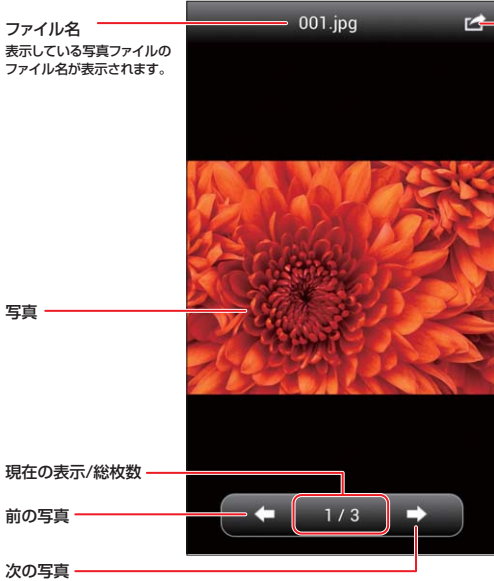 ファイル名
表示している写真ファイルの
ファイル名が表示されます。
001.jpg
写真
現在の表示/総枚数
前の写真
1 / 3
次の写真